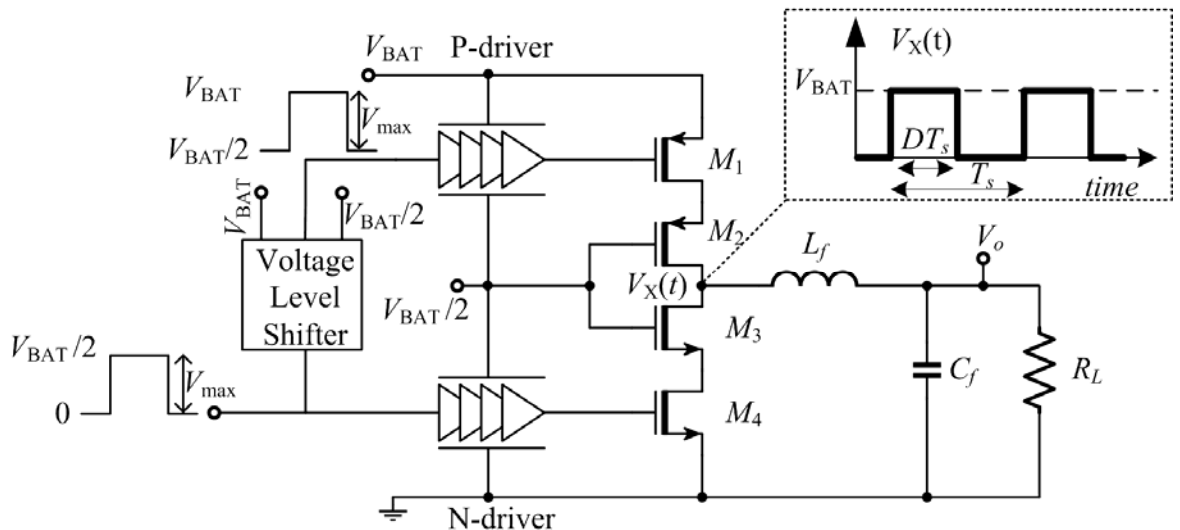 P-driver
V_BAT
V_BAT
V_max
V_BAT/2
V_BAT
V_BAT/2
Voltage
Level
Shifter
V_BAT/2
V_BAT/2
V_max
0
N-driver
M_1
M_2
V_X(t)
M_3
M_4
L_f
V_o
C_f
R_L
V_X(t)
V_BAT
DT_s
T_s
time